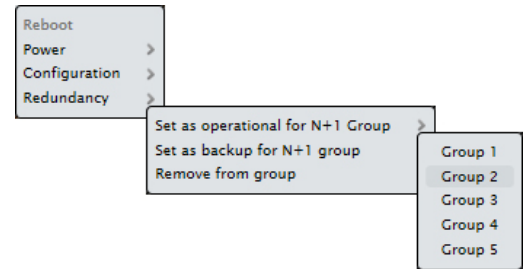 Reboot
Power
Configuration
Redundancy
Set as operational for N+1 Group
Set as backup for N+1 group
Remove from group
Group 1
Group 2
Group 3
Group 4
Group 5